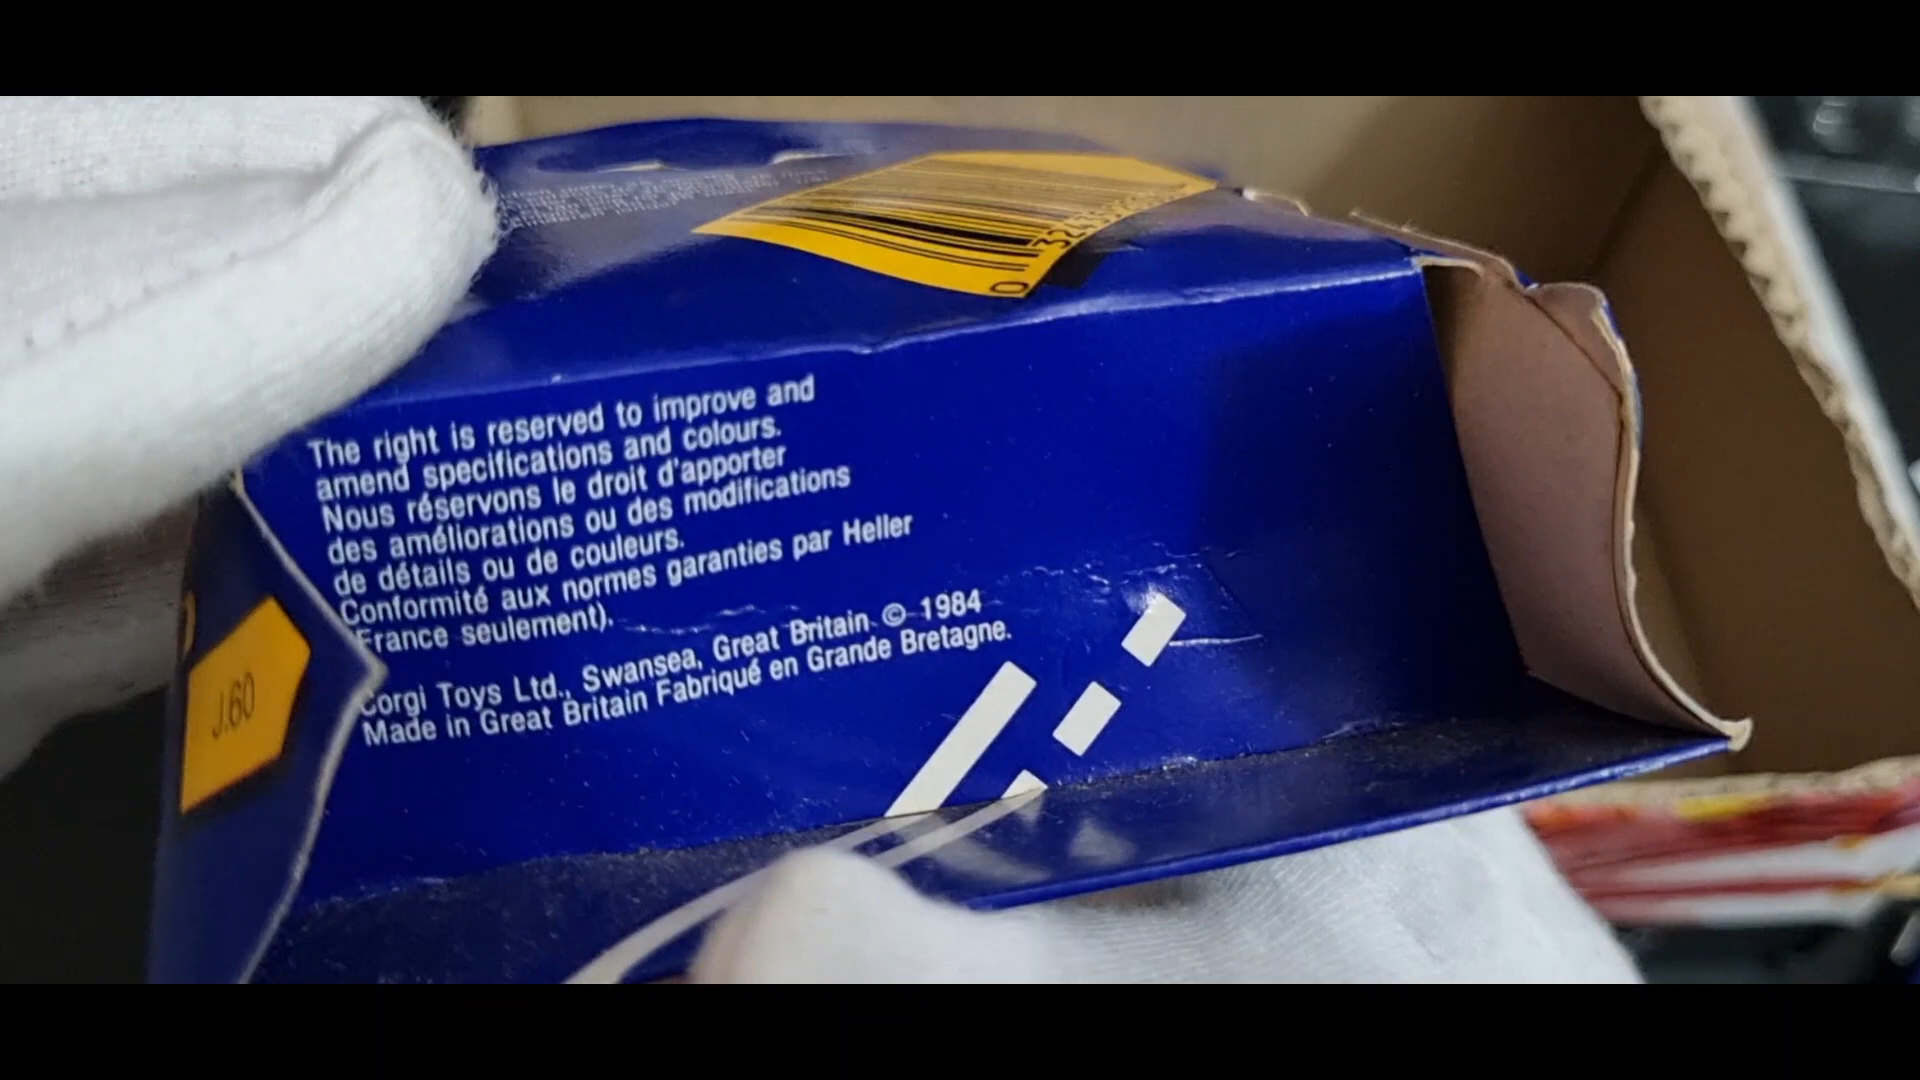 The right is reserved to improve and
amend specifications and colours.
Nous réservons le droit d'apporter
des améliorations ou des modifications
de détails ou de couleurs.
Conformité aux normes garanties par Heller
France seulement).
Corgi Toys Ltd., Swansea, Great Britain © 1984
Made in Great Britain Fabriqué en Grande Bretagne.
J.60
0